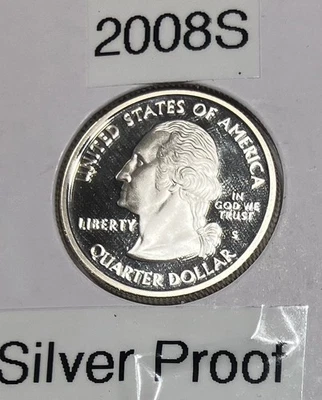 2008S
UNITED STATES OF AMERICA
LIBERTY
IN
GOD WE
TRUST
S
QUARTER DOLLAR
Silver Proof